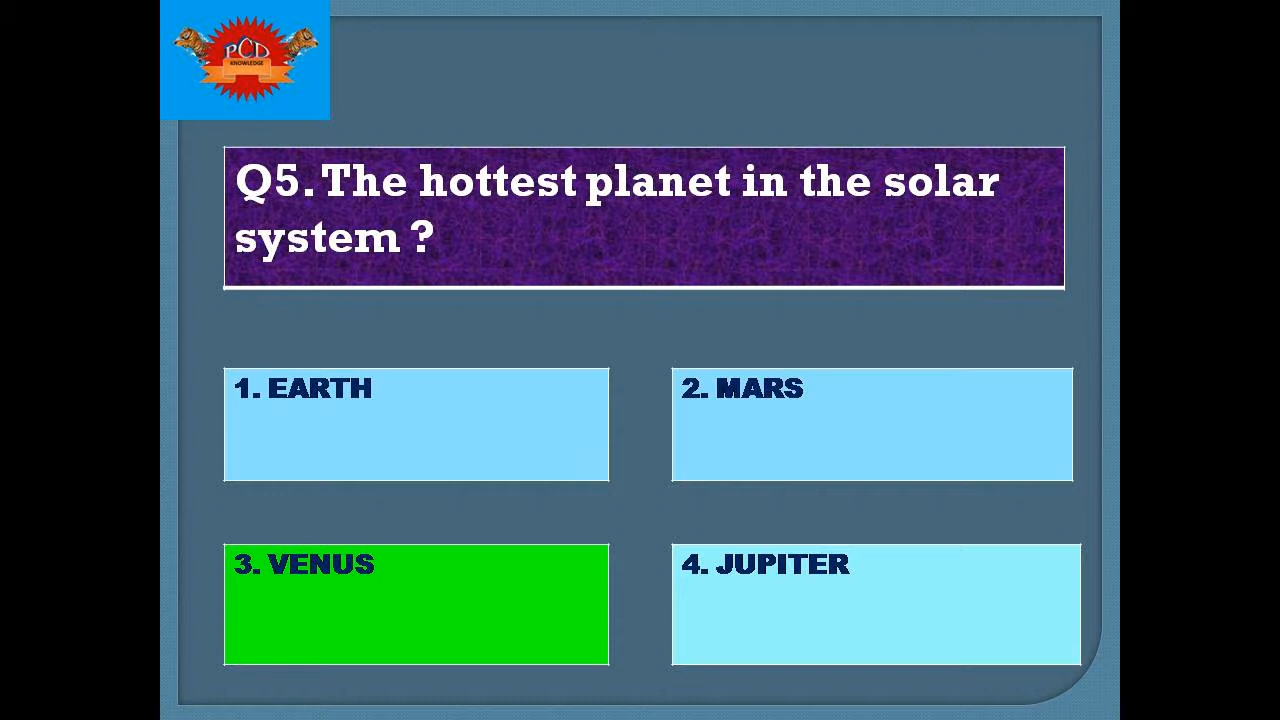 PCD
KNOWLEDGE
Q5. The hottest planet in the solar
system ?
1. EARTH
2. MARS
3. VENUS
4. JUPITER